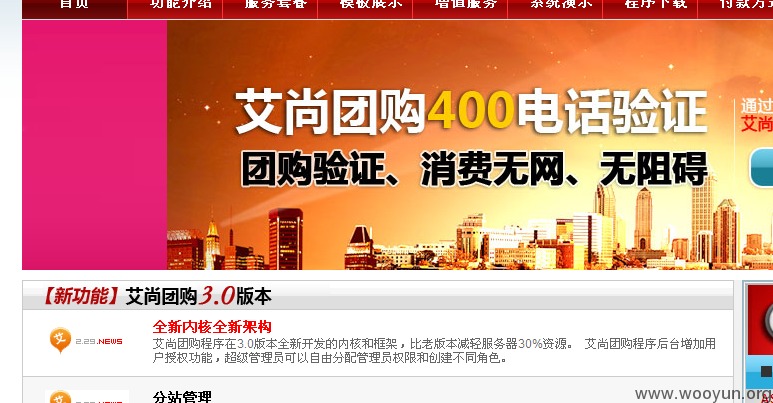 首页 功能介绍 服务套餐 模板展示 增值服务 系统演示 程序下载 付款方式
艾尚团购400电话验证
通过
艾尚
团购验证、消费无网、无阻碍
【新功能】艾尚团购3.0版本
全新内核全新架构
艾 2.29.NEWS
艾尚团购程序在3.0版本全新开发的内核和框架，比老版本减轻服务器30%资源。 艾尚团购程序后台增加用
户授权功能，超级管理员可以自由分配管理员权限和创建不同角色。
分站管理
2.29.NEWS
www.wooyun.org